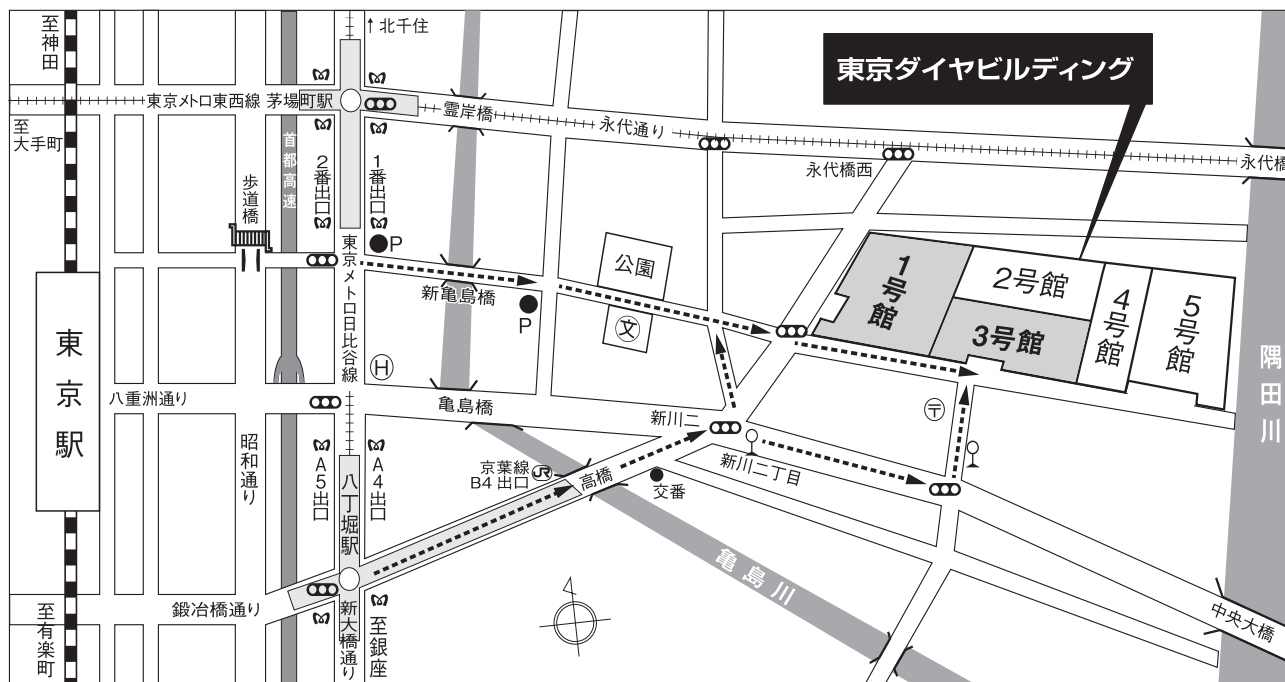 至神田
↑北千住
東京ダイヤビルディング
東京メトロ東西線 茅場町駅
霊岸橋
永代通り
永代橋西
永代橋
至
大手町
首都高速
歩道橋
2番出口
1番出口
P
東京メトロ日比谷線
新亀島橋
P
公園
文
1号館
2号館
3号館
4号館
5号館
隅田川
東京駅
H
八重洲通り
亀島橋
新川二
〒
昭和通り
A5出口
A4出口
八丁堀駅
京葉線
B4出口
JR
高橋
交番
新川二丁目
亀島川
鍛冶橋通り
新大橋通り
至銀座
至有楽町
中央大橋